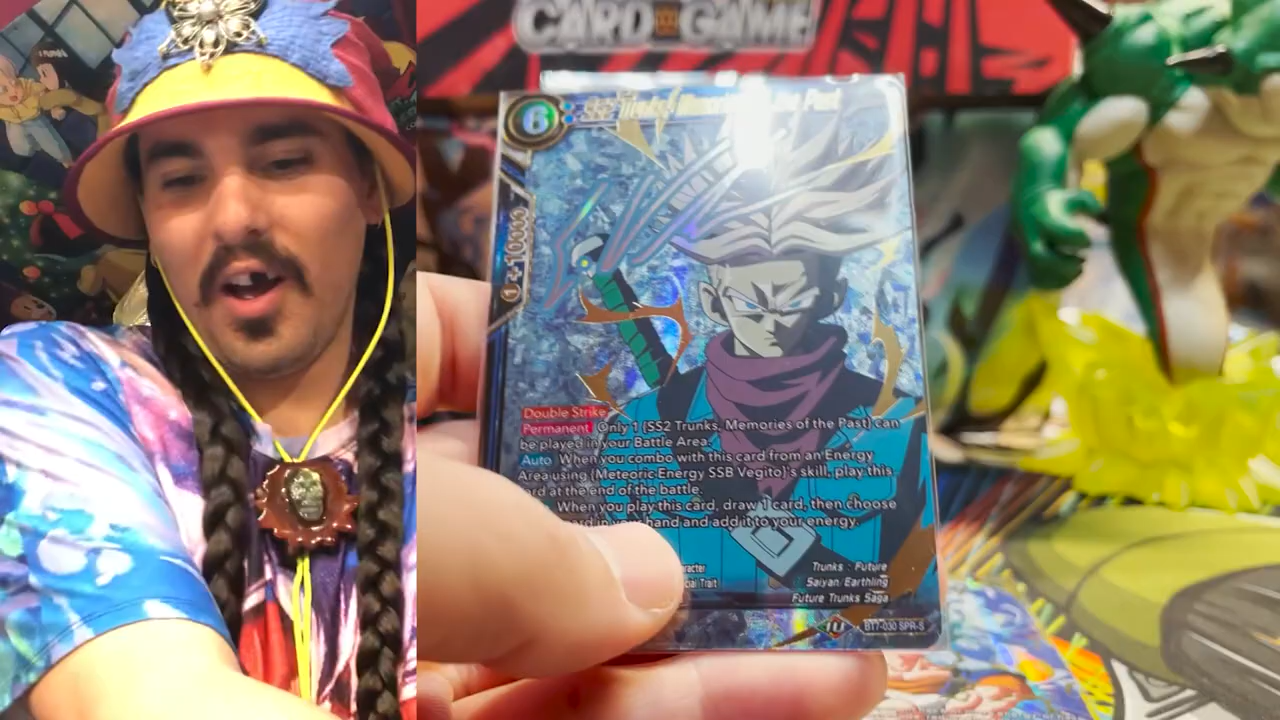 CARD GAME
6
SS2 Trunks, Memories of the Past
+10000
Double Strike
Permanent Only 1 {SS2 Trunks, Memories of the Past} can
be played in your Battle Area.
Auto When you combo with this card from an Energy
Area using {Meteoric Energy SSB Vegito}'s skill, play this
card at the end of the battle.
When you play this card, draw 1 card, then choose
card in your hand and add it to your energy.
Trunks : Future
Saiyan/Earthling
Future Trunks Saga
BT7-030 SPR-S